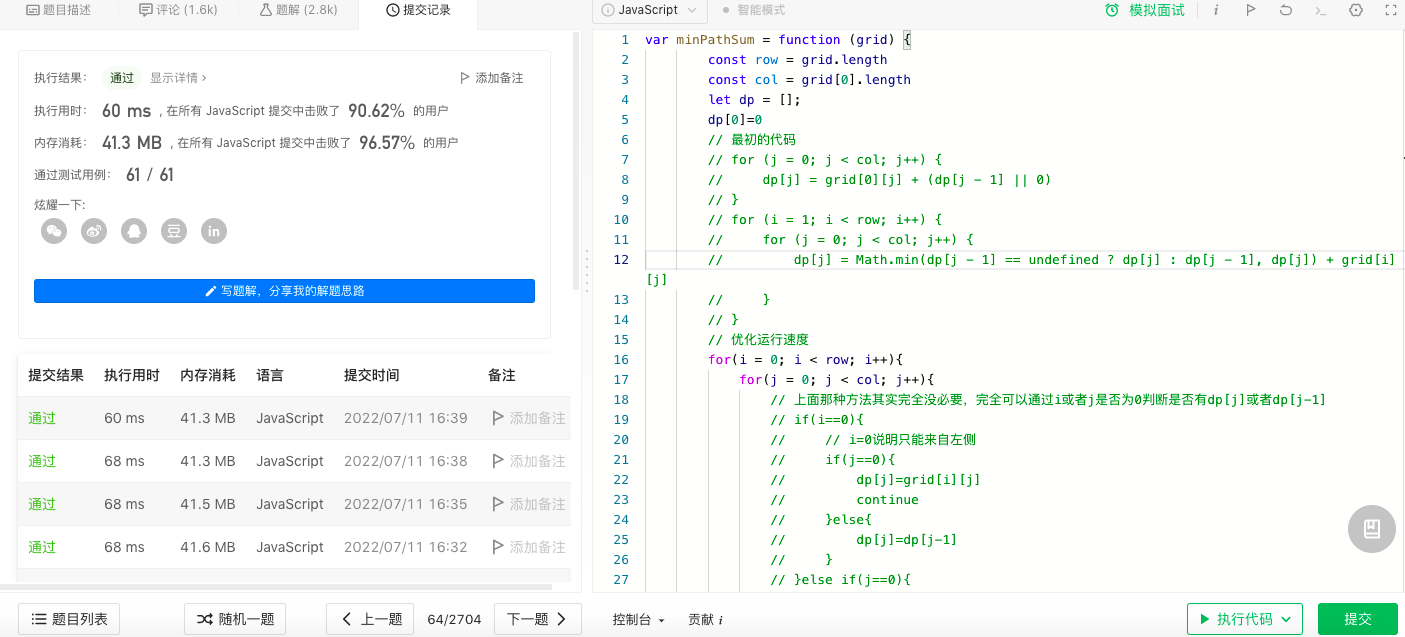 题目描述
评论 (1.6k)
题解 (2.8k)
提交记录
执行结果：
通过
显示详情 ›
添加备注
执行用时： 60 ms , 在所有 JavaScript 提交中击败了 90.62% 的用户
内存消耗： 41.3 MB , 在所有 JavaScript 提交中击败了 96.57% 的用户
通过测试用例： 61 / 61
炫耀一下:
豆
in
写题解，分享我的解题思路
提交结果 执行用时 内存消耗 语言 提交时间 备注
通过 60 ms 41.3 MB JavaScript 2022/07/11 16:39 添加备注
通过 68 ms 41.3 MB JavaScript 2022/07/11 16:38 添加备注
通过 68 ms 41.5 MB JavaScript 2022/07/11 16:35 添加备注
通过 68 ms 41.6 MB JavaScript 2022/07/11 16:32 添加备注
题目列表
随机一题
上一题
64/2704
下一题
JavaScript
智能模式
模拟面试
i
1 var minPathSum = function (grid) {
2 const row = grid.length
3 const col = grid[0].length
4 let dp = [];
5 dp[0]=0
6 // 最初的代码
7 // for (j = 0; j < col; j++) {
8 // dp[j] = grid[0][j] + (dp[j - 1] || 0)
9 // }
10 // for (i = 1; i < row; i++) {
11 // for (j = 0; j < col; j++) {
12 // dp[j] = Math.min(dp[j - 1] == undefined ? dp[j] : dp[j - 1], dp[j]) + grid[i]
[j]
13 // }
14 // }
15 // 优化运行速度
16 for(i = 0; i < row; i++){
17 for(j = 0; j < col; j++){
18 // 上面那种方法其实完全没必要，完全可以通过i或者j是否为0判断是否有dp[j]或者dp[j-1]
19 // if(i==0){
20 // // i=0说明只能来自左侧
21 // if(j==0){
22 // dp[j]=grid[i][j]
23 // continue
24 // }else{
25 // dp[j]=dp[j-1]
26 // }
27 // }else if(j==0){
控制台
贡献 i
执行代码
提交